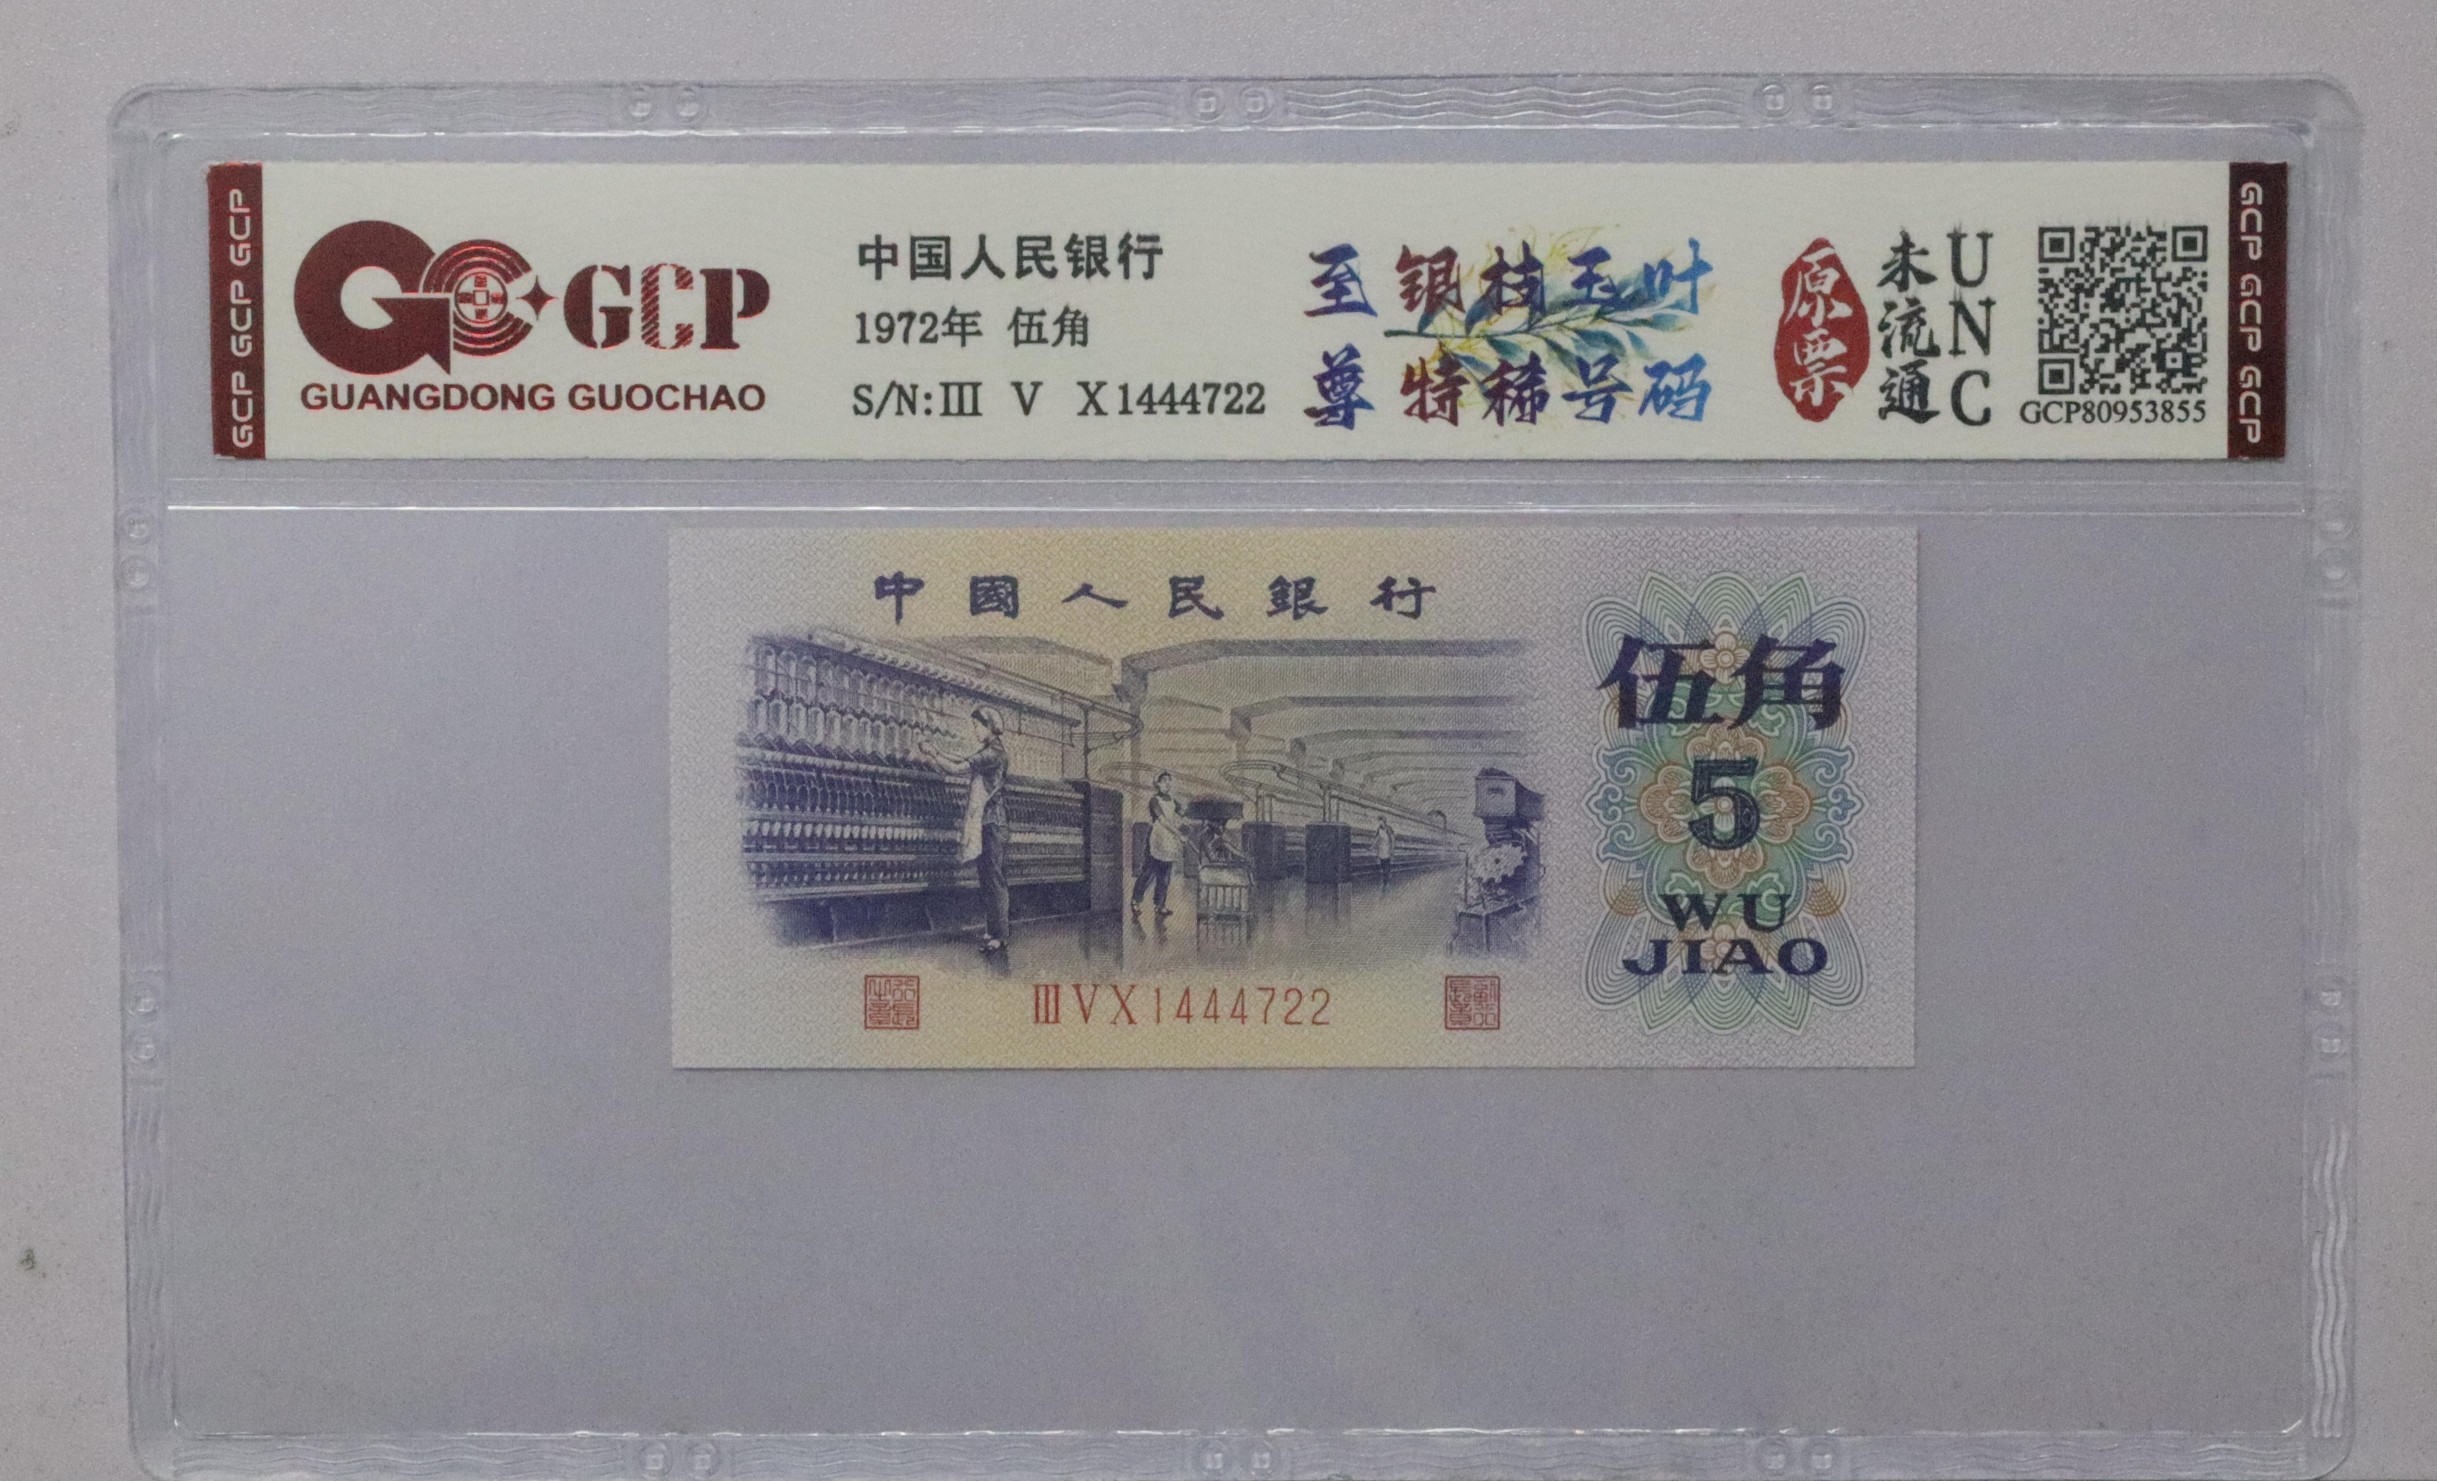 GCP GCP GCP
GCP
GUANGDONG GUOCHAO
中国人民银行
1972年 伍角
S/N:Ⅲ V X1444722
至尊
银枝玉叶
特稀号码
原票
未流通
UNC
GCP80953855
GCP GCP GCP
中國人民銀行
伍角
5
WU
JIAO
ⅢVX1444722